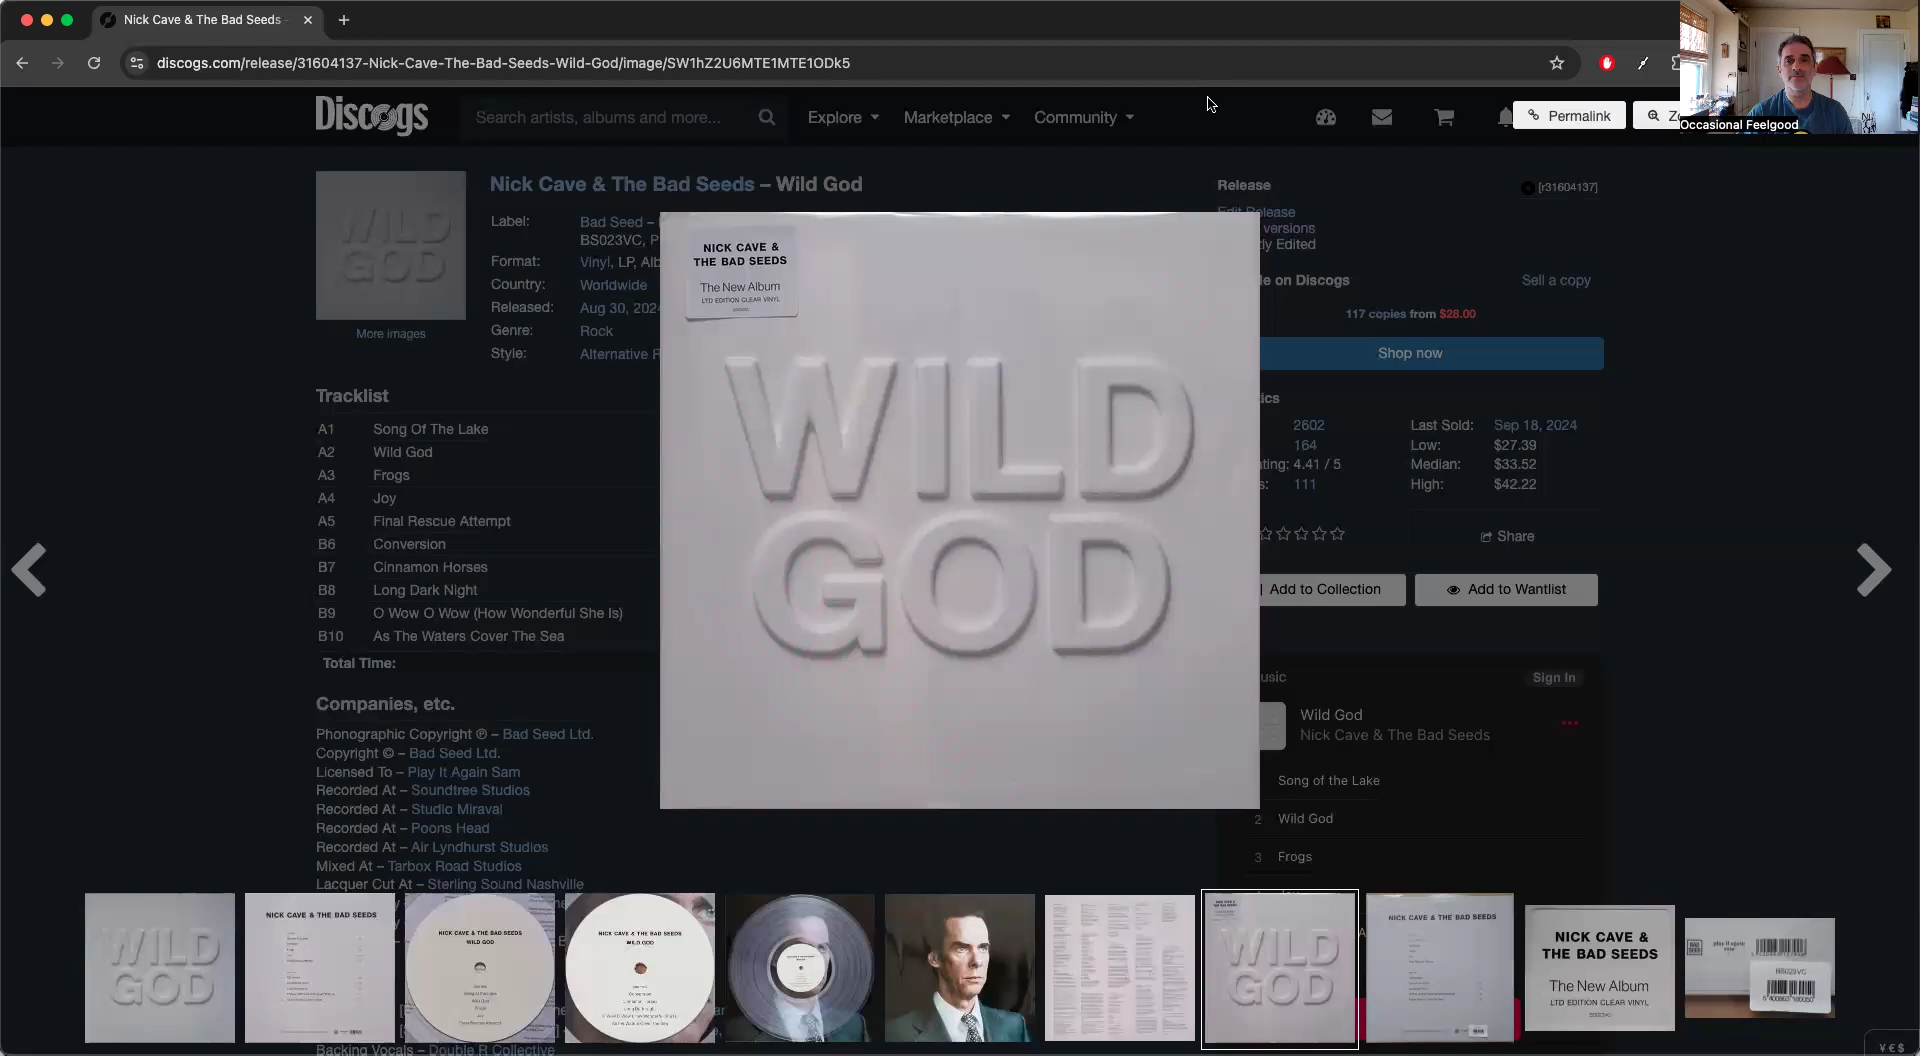 Nick Cave & The Bad Seeds -
discogs.com/release/31604137-Nick-Cave-The-Bad-Seeds-Wild-God/image/SW1hZ2U6MTE1MTE1ODk5
Discogs
Search artists, albums and more...
Explore
Marketplace
Community
Permalink
Occasional Feelgood
Nick Cave & The Bad Seeds – Wild God
Label: Bad Seed –
BS023VC, P
Format: Vinyl, LP, Alb
Country: Worldwide
Released: Aug 30, 2024
Genre: Rock
Style: Alternative R
More images
WILD
GOD
Tracklist
A1 Song Of The Lake
A2 Wild God
A3 Frogs
A4 Joy
A5 Final Rescue Attempt
B6 Conversion
B7 Cinnamon Horses
B8 Long Dark Night
B9 O Wow O Wow (How Wonderful She Is)
B10 As The Waters Cover The Sea
Total Time:
Companies, etc.
Phonographic Copyright ℗ – Bad Seed Ltd.
Copyright © – Bad Seed Ltd.
Licensed To – Play It Again Sam
Recorded At – Soundtree Studios
Recorded At – Studio Miraval
Recorded At – Poons Head
Recorded At – Air Lyndhurst Studios
Mixed At – Tarbox Road Studios
Lacquer Cut At – Sterling Sound Nashville
Backing Vocals – Double R Collective
NICK CAVE &
THE BAD SEEDS
The New Album
LTD EDITION CLEAR VINYL
WILD
GOD
Release
[r31604137]
Edit Release
versions
tly Edited
le on Discogs
Sell a copy
117 copies from $28.00
Shop now
ics
2602
164
ating: 4.41 / 5
s: 111
Last Sold: Sep 18, 2024
Low: $27.39
Median: $33.52
High: $42.22
Share
Add to Collection
Add to Wantlist
usic
Sign In
Wild God
Nick Cave & The Bad Seeds
Song of the Lake
2 Wild God
3 Frogs
WILD
GOD
NICK CAVE & THE BAD SEEDS
NICK CAVE & THE BAD SEEDS
WILD GOD
NICK CAVE & THE BAD SEEDS
WILD GOD
WILD
GOD
NICK CAVE & THE BAD SEEDS
NICK CAVE &
THE BAD SEEDS
The New Album
LTD EDITION CLEAR VINYL
BS023VC
¥€$